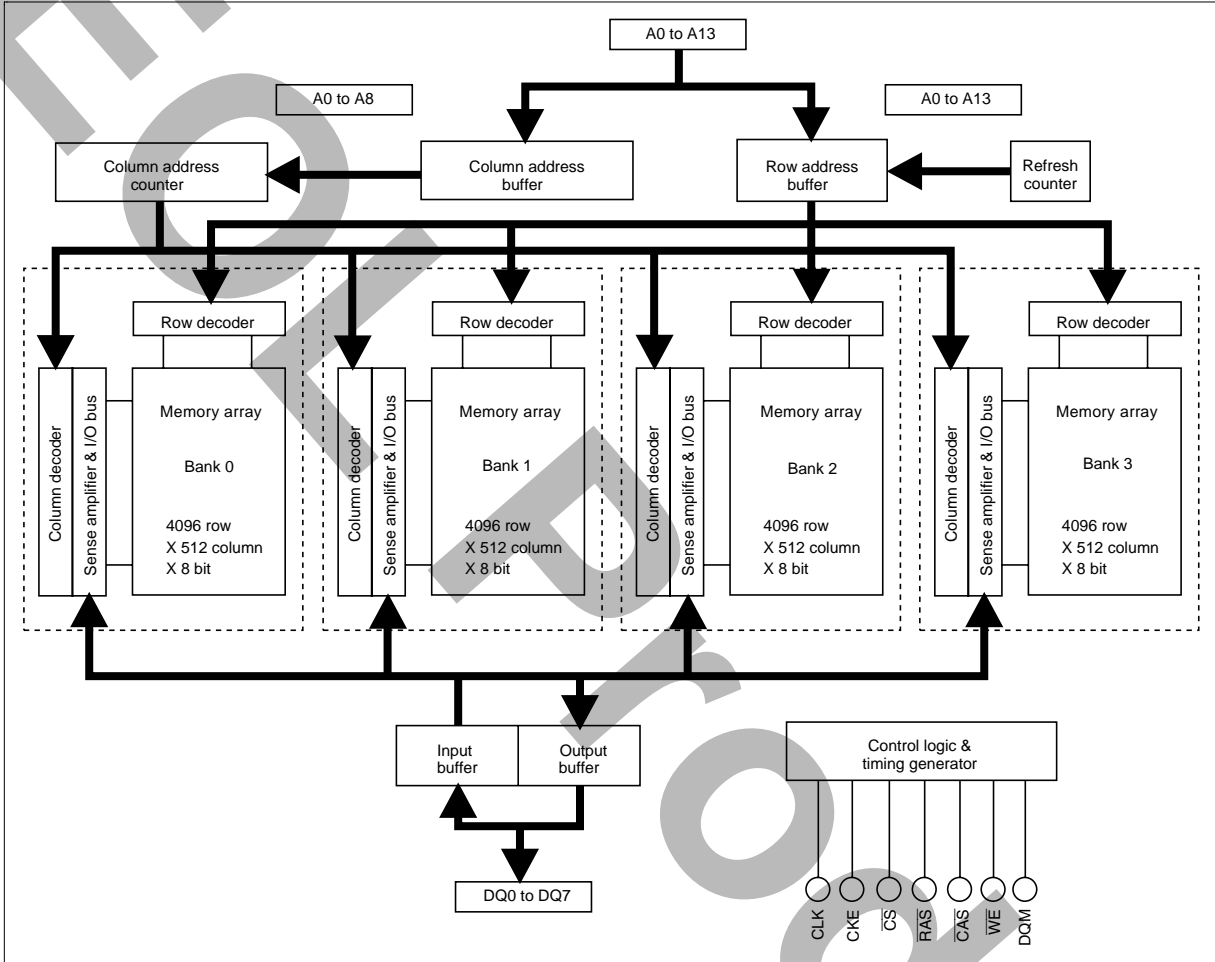 A0 to A13
A0 to A8
A0 to A13
Column address
counter
Column address
buffer
Row address
buffer
Refresh
counter
Row decoder
Row decoder
Row decoder
Row decoder
Column decoder
Sense amplifier & I/O bus
Memory array
Bank 0
4096 row
X 512 column
X 8 bit
Column decoder
Sense amplifier & I/O bus
Memory array
Bank 1
4096 row
X 512 column
X 8 bit
Column decoder
Sense amplifier & I/O bus
Memory array
Bank 2
4096 row
X 512 column
X 8 bit
Column decoder
Sense amplifier & I/O bus
Memory array
Bank 3
4096 row
X 512 column
X 8 bit
Input
buffer
Output
buffer
Control logic &
timing generator
DQ0 to DQ7
CLK
CKE
C̅S̅
R̅A̅S̅
C̅A̅S̅
W̅E̅
DQM